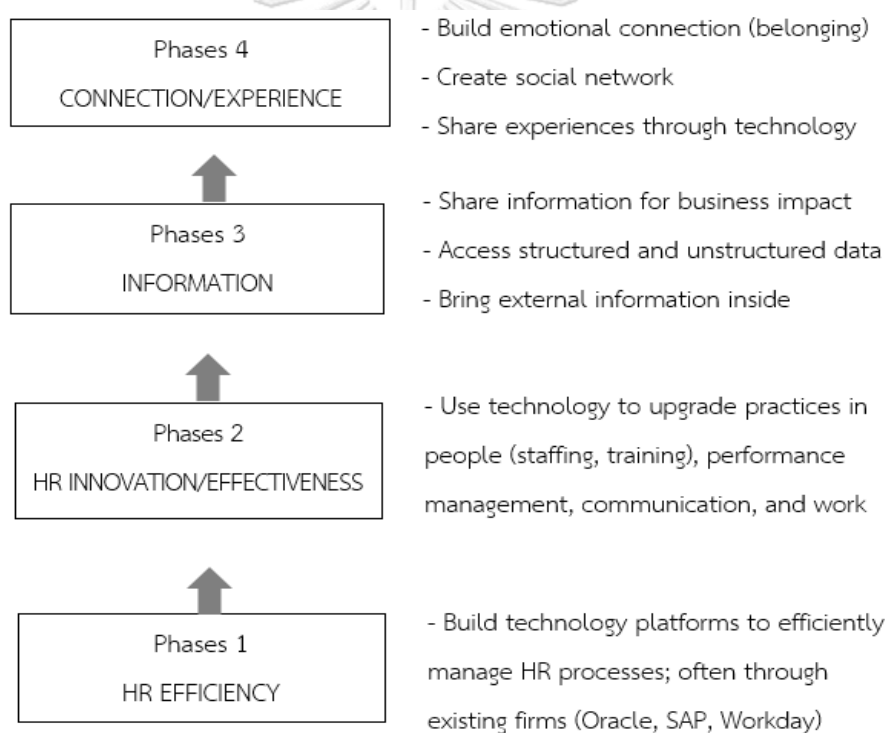 Phases 4
CONNECTION/EXPERIENCE
- Build emotional connection (belonging)
- Create social network
- Share experiences through technology
Phases 3
INFORMATION
- Share information for business impact
- Access structured and unstructured data
- Bring external information inside
Phases 2
HR INNOVATION/EFFECTIVENESS
- Use technology to upgrade practices in
people (staffing, training), performance
management, communication, and work
Phases 1
HR EFFICIENCY
- Build technology platforms to efficiently
manage HR processes; often through
existing firms (Oracle, SAP, Workday)